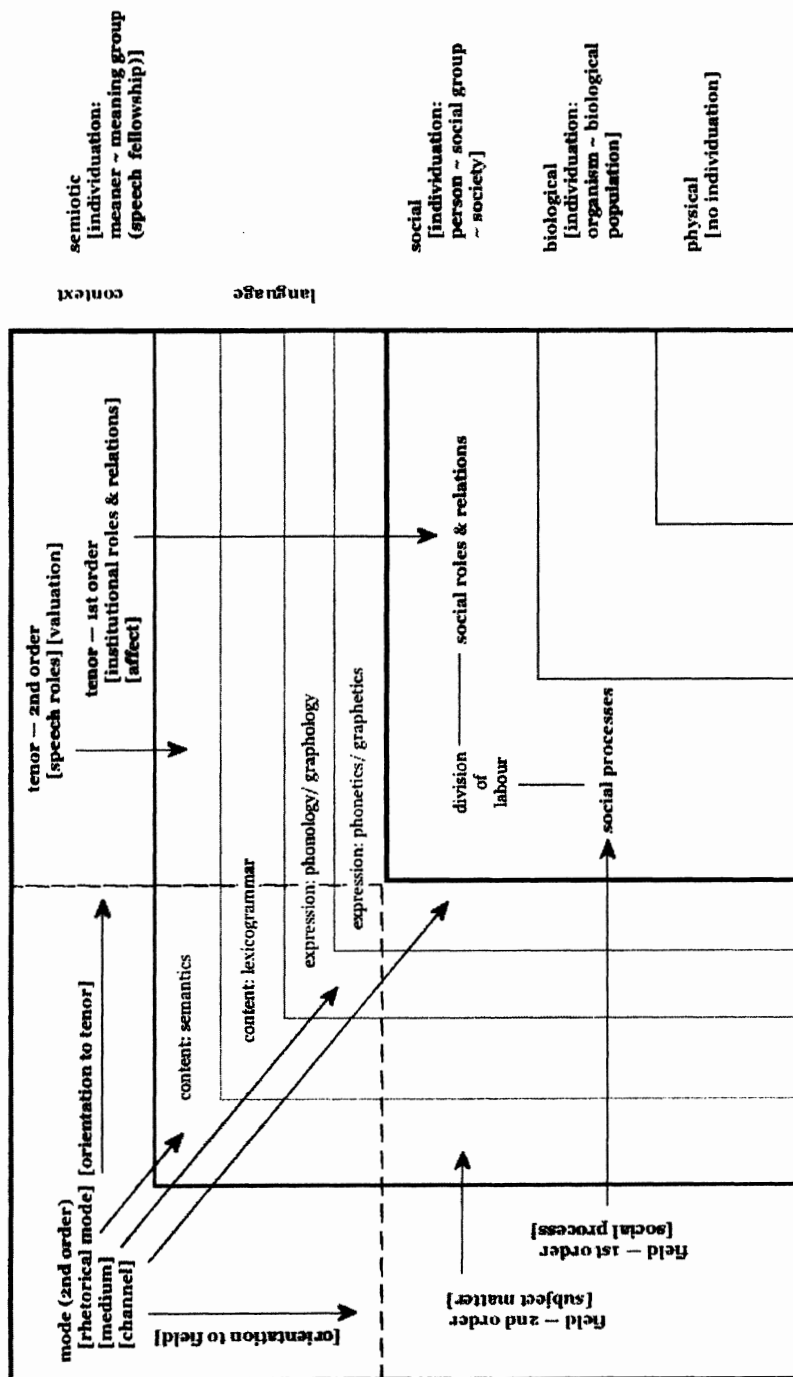 mode (2nd order)
[rhetorical mode] [orientation to tenor]
[medium]
[channel]
[orientation to field]
tenor – 2nd order
[speech roles] [valuation]
tenor – 1st order
[institutional roles & relations]
[affect]
context
semiotic
[individuation:
meaner ~ meaning group
(speech fellowship)]
language
content: semantics
content: lexicogrammar
expression: phonology/ graphology
expression: phonetics/ graphetics
field – 2nd order
[subject matter]
field – 1st order
[social process]
division
of
labour
social roles & relations
social processes
social
[individuation:
person ~ social group
~ society]
biological
[individuation:
organism ~ biological
population]
physical
[no individuation]